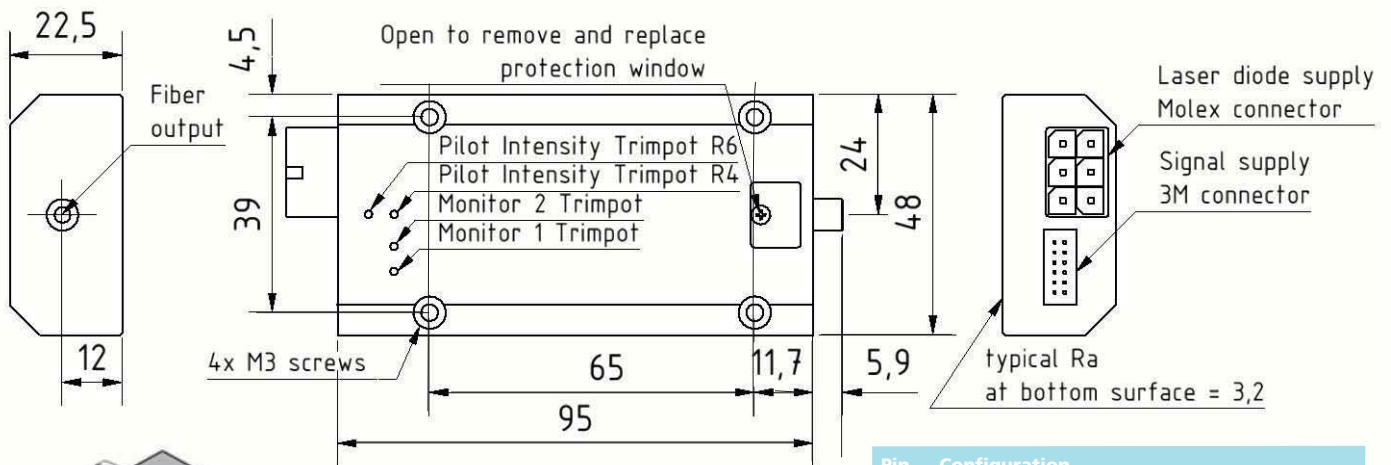 22,5
4,5
Open to remove and replace
protection window
Laser diode supply
Molex connector
Fiber
output
Pilot Intensity Trimpot R6
Pilot Intensity Trimpot R4
Monitor 2 Trimpot
Monitor 1 Trimpot
39
24
48
Signal supply
3M connector
12
4x M3 screws
65
11,7
5,9
typical Ra
at bottom surface = 3,2
95
Pin Configuration